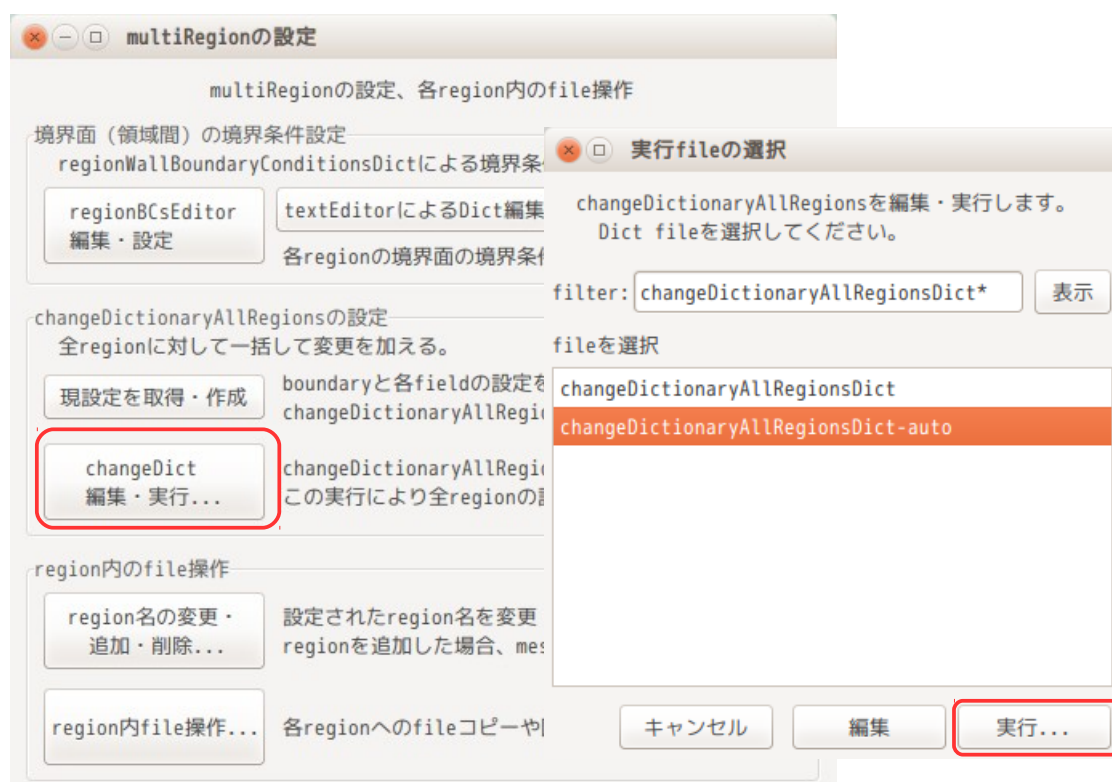 multiRegionの設定
multiRegionの設定、各region内のfile操作
境界面（領域間）の境界条件設定
regionWallBoundaryConditionsDictによる境界条
regionBCsEditor
編集・設定
textEditorによるDict編集
各regionの境界面の境界条
changeDictionaryAllRegionsの設定
全regionに対して一括して変更を加える。
現設定を取得・作成
boundaryと各fieldの設定を
changeDictionaryAllRegi
changeDict
編集・実行...
changeDictionaryAllRegi
この実行により全regionの
region内のfile操作
region名の変更・
追加・削除...
設定されたregion名を変更
regionを追加した場合、mes
region内file操作...
各regionへのfileコピーや
実行fileの選択
changeDictionaryAllRegionsを編集・実行します。
Dict fileを選択してください。
filter: changeDictionaryAllRegionsDict* 表示
fileを選択
changeDictionaryAllRegionsDict
changeDictionaryAllRegionsDict-auto
キャンセル 編集 実行...